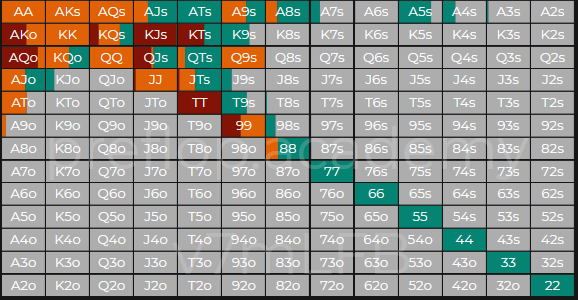 AA AKs AQs AJs ATs A9s A8s A7s A6s A5s A4s A3s A2s
AKo KK KQs KJs KTs K9s K8s K7s K6s K5s K4s K3s K2s
AQo KQo QQ QJs QTs Q9s Q8s Q7s Q6s Q5s Q4s Q3s Q2s
AJo KJo QJo JJ JTs J9s J8s J7s J6s J5s J4s J3s J2s
ATo KTo QTo JTo TT T9s T8s T7s T6s T5s T4s T3s T2s
A9o K9o Q9o J9o T9o 99 98s 97s 96s 95s 94s 93s 92s
A8o K8o Q8o J8o T8o 98o 88 87s 86s 85s 84s 83s 82s
preflop.academy
A7o K7o Q7o J7o T7o 97o 87o 77 76s 75s 74s 73s 72s
A6o K6o Q6o J6o T6o 96o 86o 76o 66 65s 64s 63s 62s
A5o K5o Q5o J5o T5o 95o 85o 75o 65o 55 54s 53s 52s
A4o K4o Q4o J4o T4o 94o 84o 74o 64o 54o 44 43s 42s
A3o K3o Q3o J3o T3o 93o 83o 73o 63o 53o 43o 33 32s
A2o K2o Q2o J2o T2o 92o 82o 72o 62o 52o 42o 32o 22